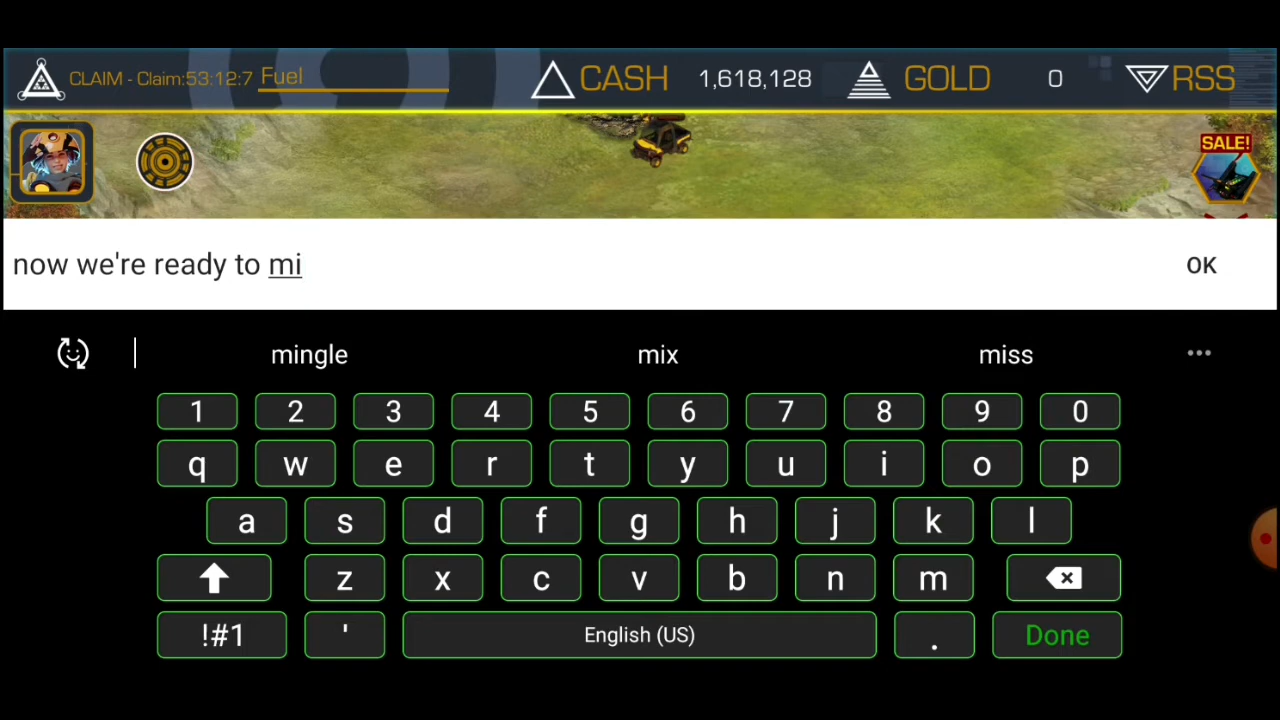 CLAIM - Claim:53:12:7 Fuel CASH 1,618,128 GOLD 0 RSS
SALE!
now we're ready to mi OK
mingle mix miss
1 2 3 4 5 6 7 8 9 0
q w e r t y u i o p
a s d f g h j k l
z x c v b n m
!#1 ' English (US) . Done